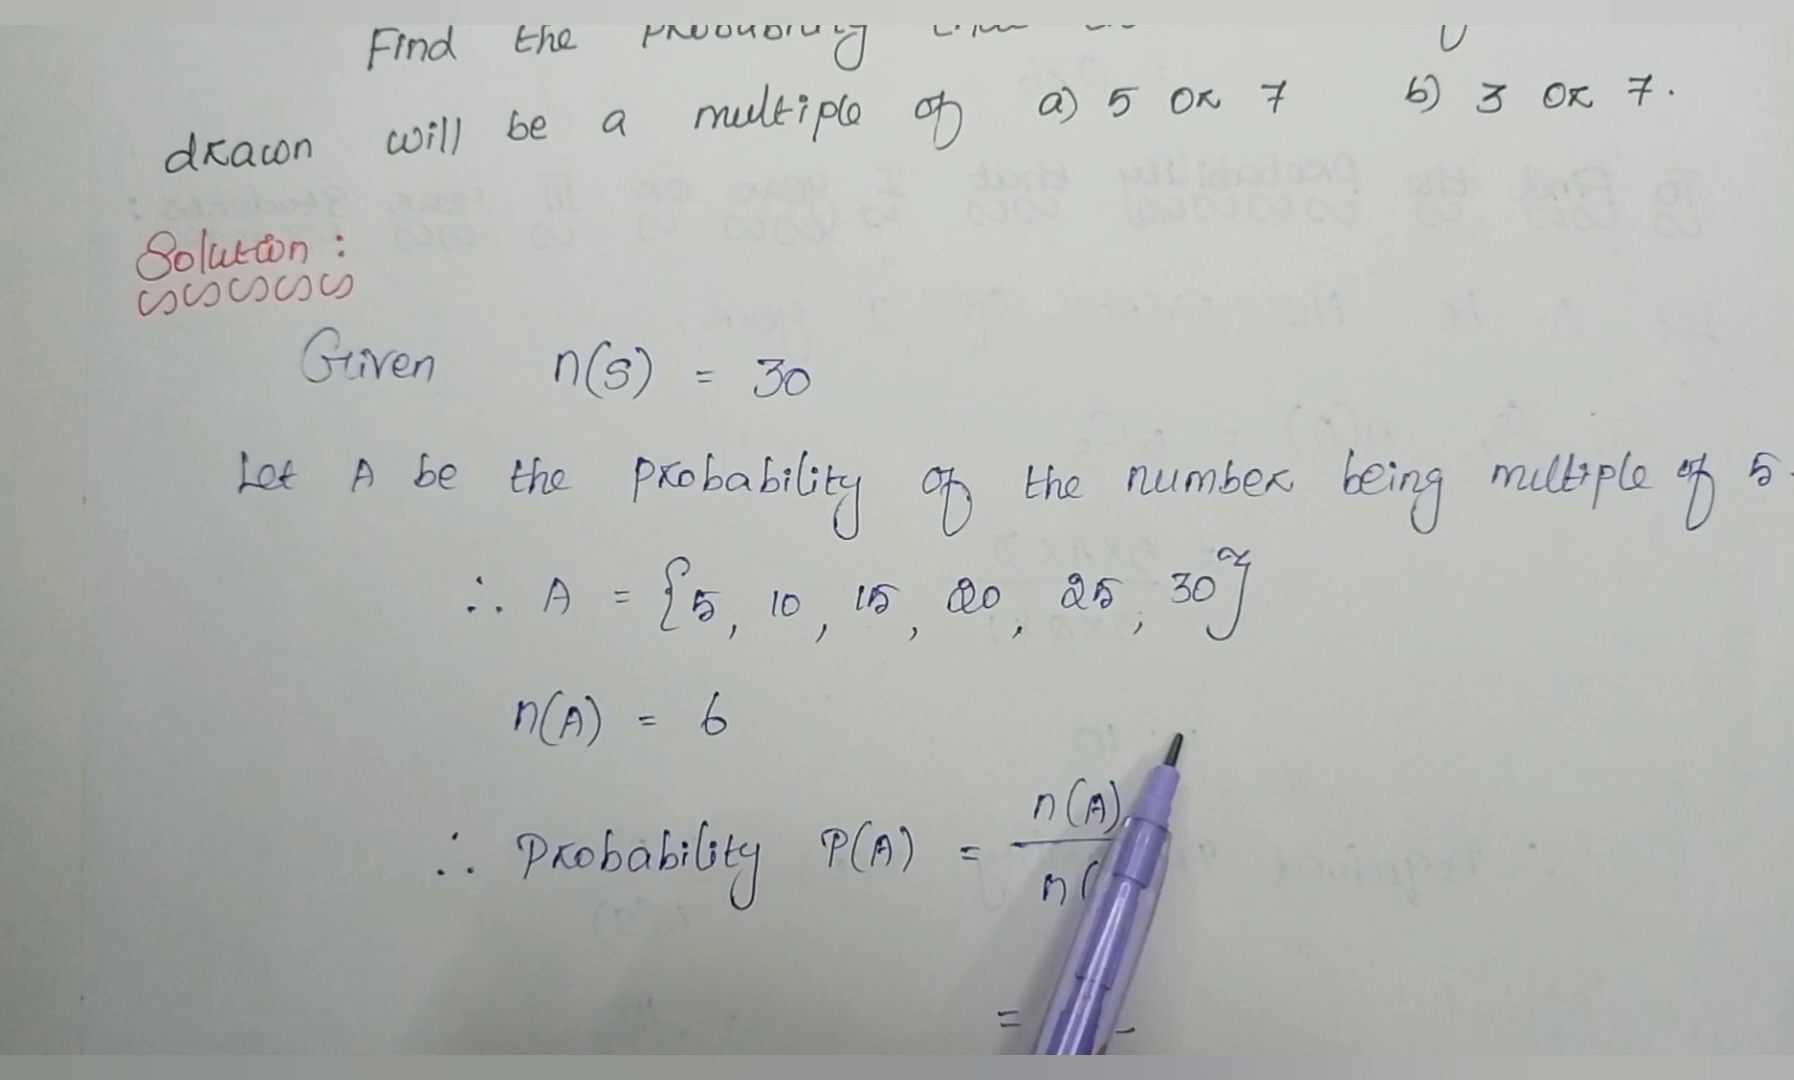 Find the
drawn will be a multiple of a) 5 or 7 b) 3 or 7.
Solution :
Given n(S) = 30
Let A be the probability of the number being multiple of 5.
∴ A = {5, 10, 15, 20, 25, 30}
n(A) = 6
∴ Probability P(A) = n(A)
n(
=